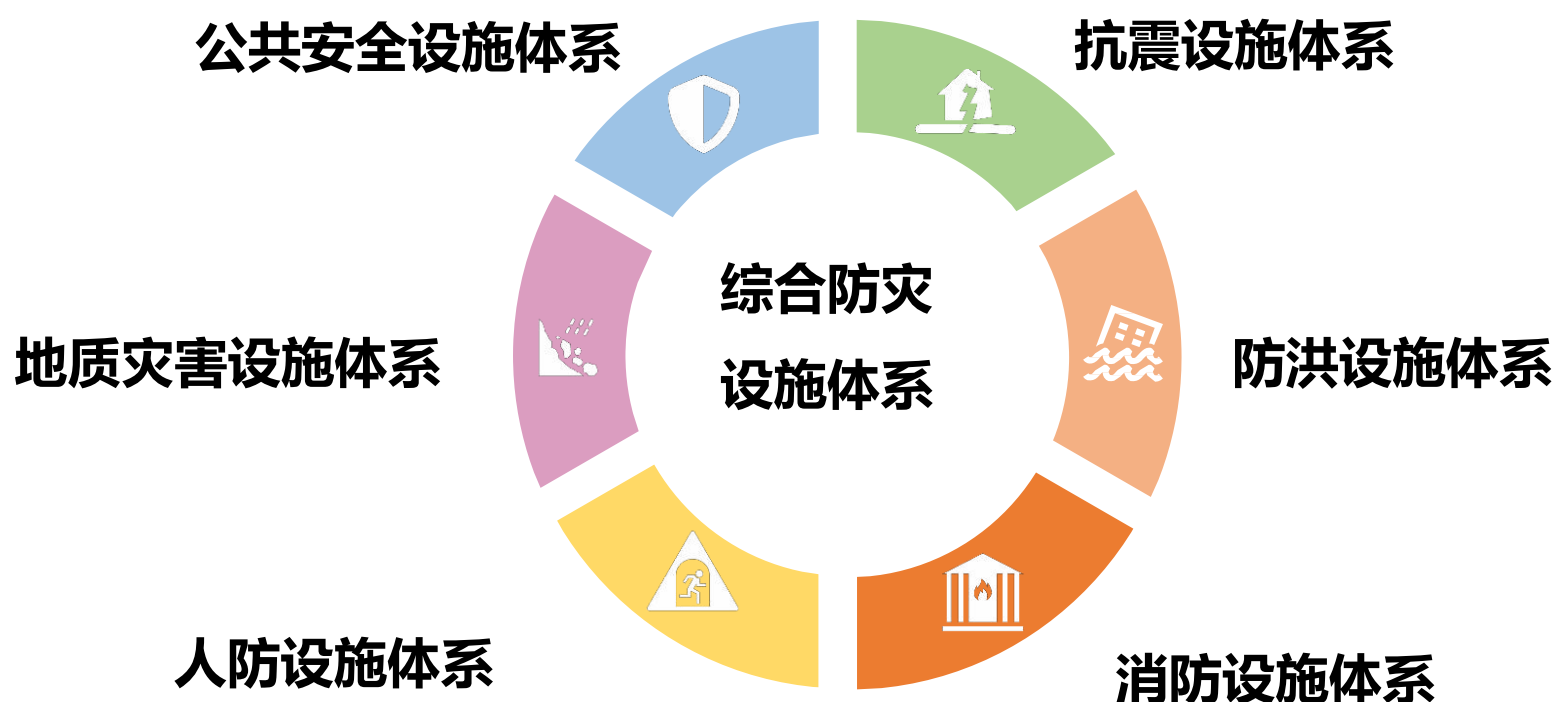 公共安全设施体系
抗震设施体系
综合防灾
设施体系
地质灾害设施体系
防洪设施体系
人防设施体系
消防设施体系